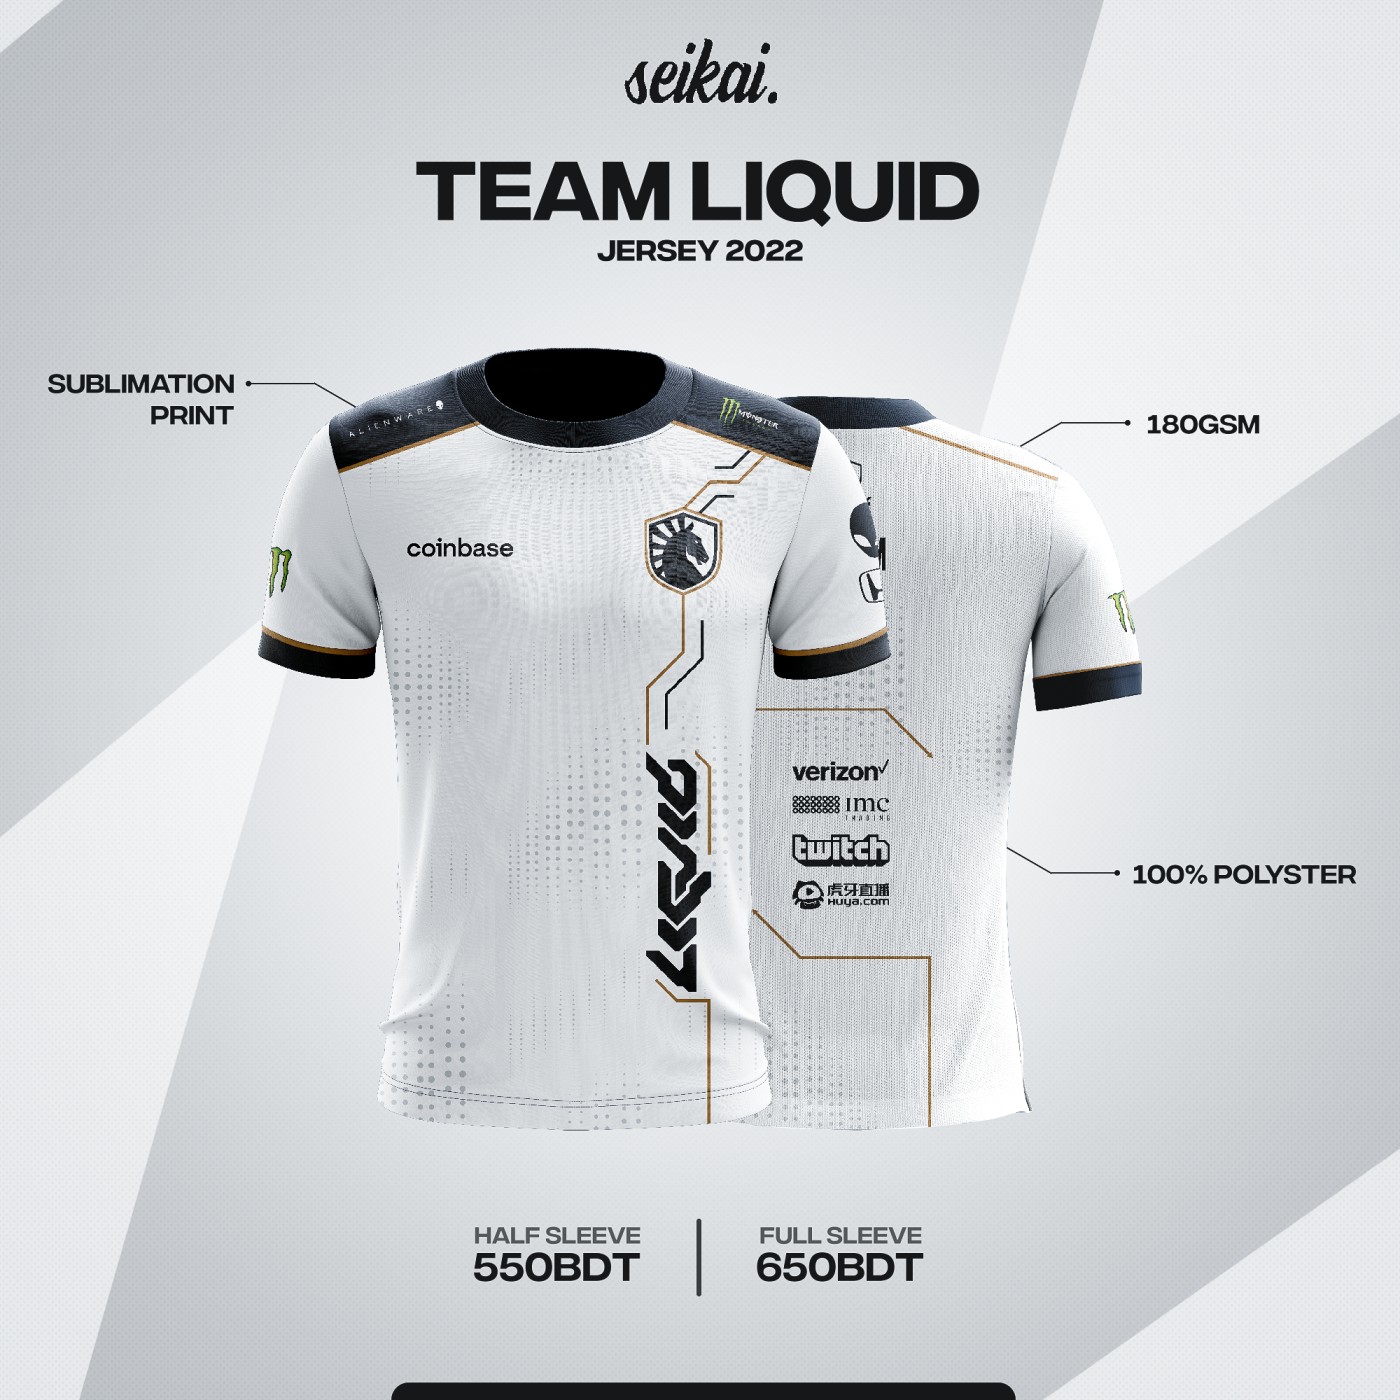 seikai.
TEAM LIQUID
JERSEY 2022
SUBLIMATION
PRINT
180GSM
ALIENWARE
MONSTER
coinbase
LIQUID
verizon
IMC
TRADING
twitch
虎牙直播
HUYA.com
100% POLYSTER
HALF SLEEVE
550BDT
FULL SLEEVE
650BDT